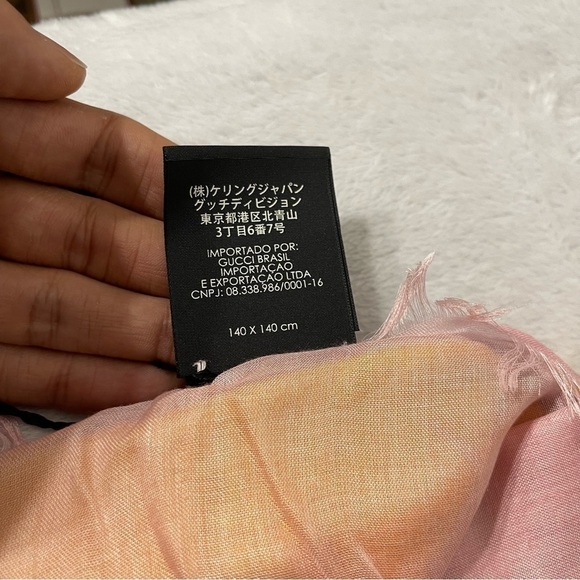 (株)ケリングジャパン
グッチディビジョン
東京都港区北青山
3丁目6番7号
IMPORTADO POR:
GUCCI BRASIL
IMPORTAÇAO
E EXPORTAÇAO LTDA
CNPJ: 08.338.986/0001-16
140 X 140 cm